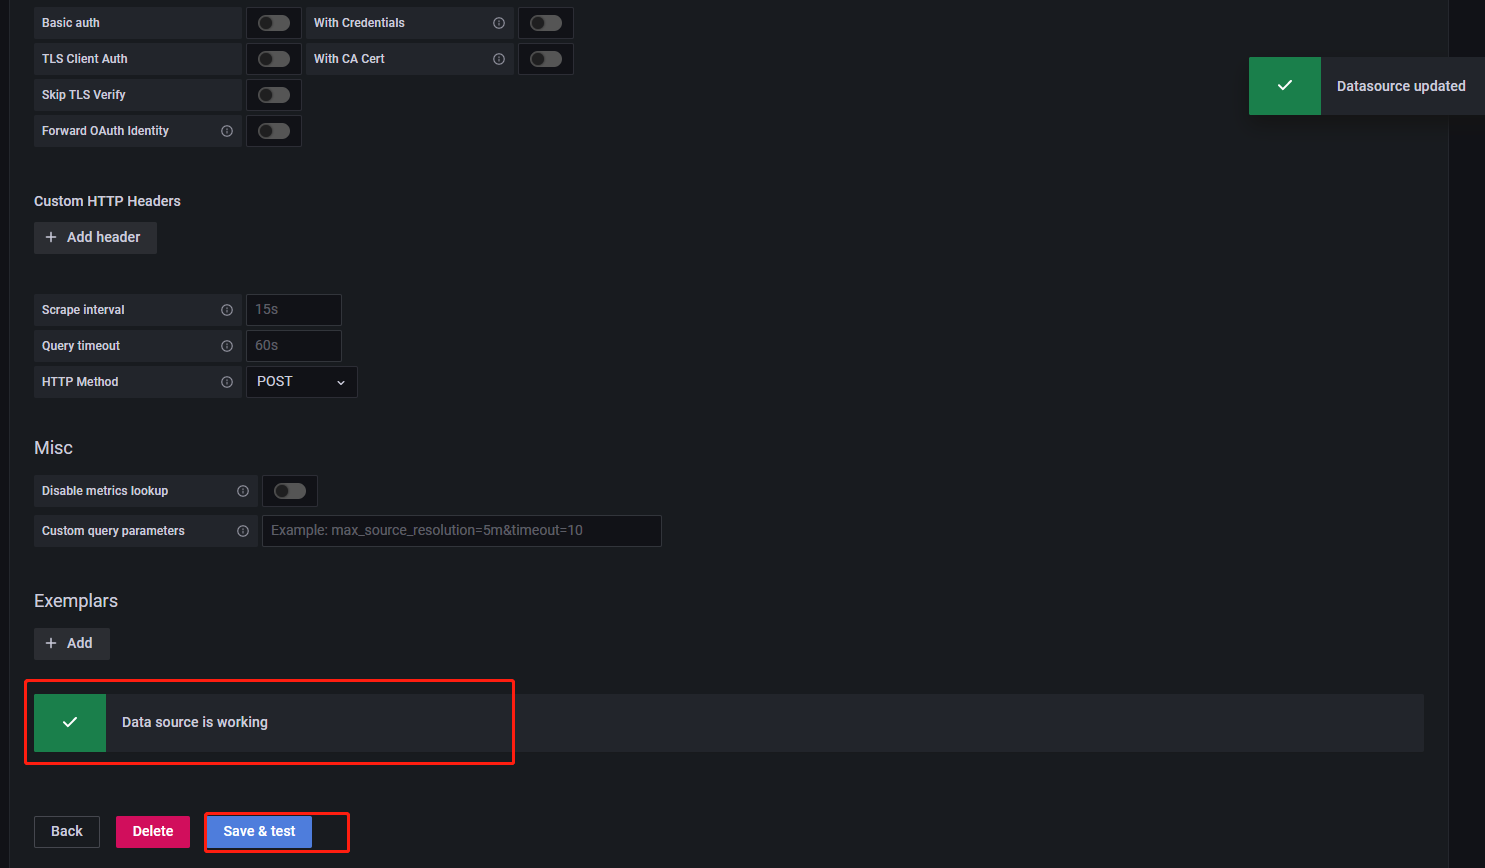 Basic auth
With Credentials
TLS Client Auth
With CA Cert
Skip TLS Verify
Forward OAuth Identity
Datasource updated
Custom HTTP Headers
+ Add header
Scrape interval
15s
Query timeout
60s
HTTP Method
POST
Misc
Disable metrics lookup
Custom query parameters
Example: max_source_resolution=5m&timeout=10
Exemplars
+ Add
Data source is working
Back
Delete
Save & test